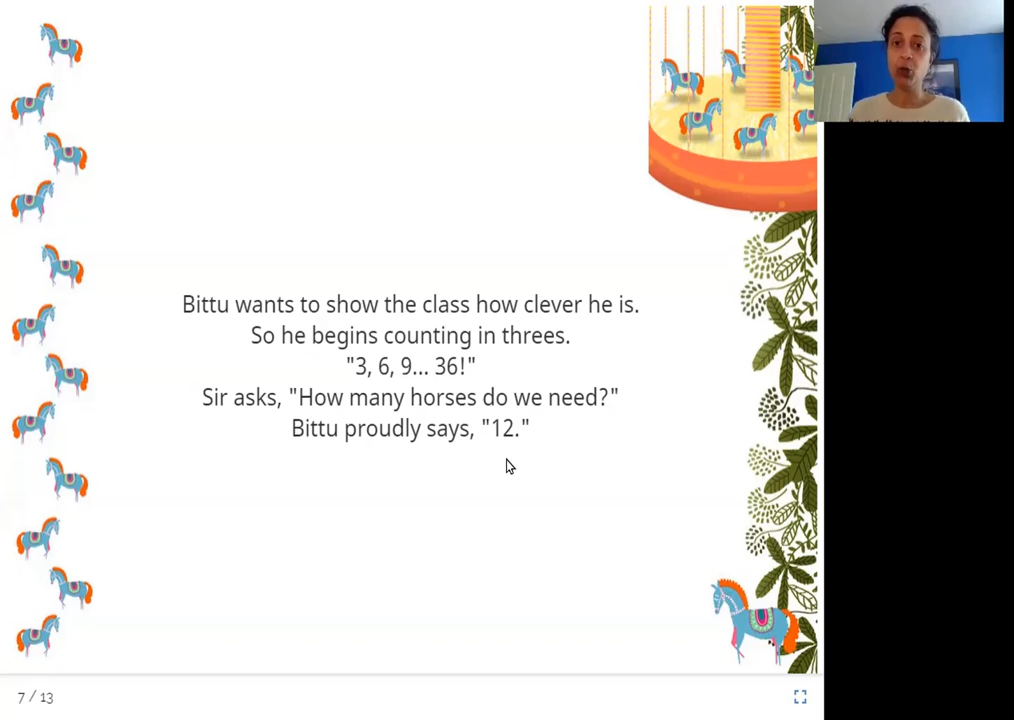 Bittu wants to show the class how clever he is.
So he begins counting in threes.
"3, 6, 9... 36!"
Sir asks, "How many horses do we need?"
Bittu proudly says, "12."
7 / 13